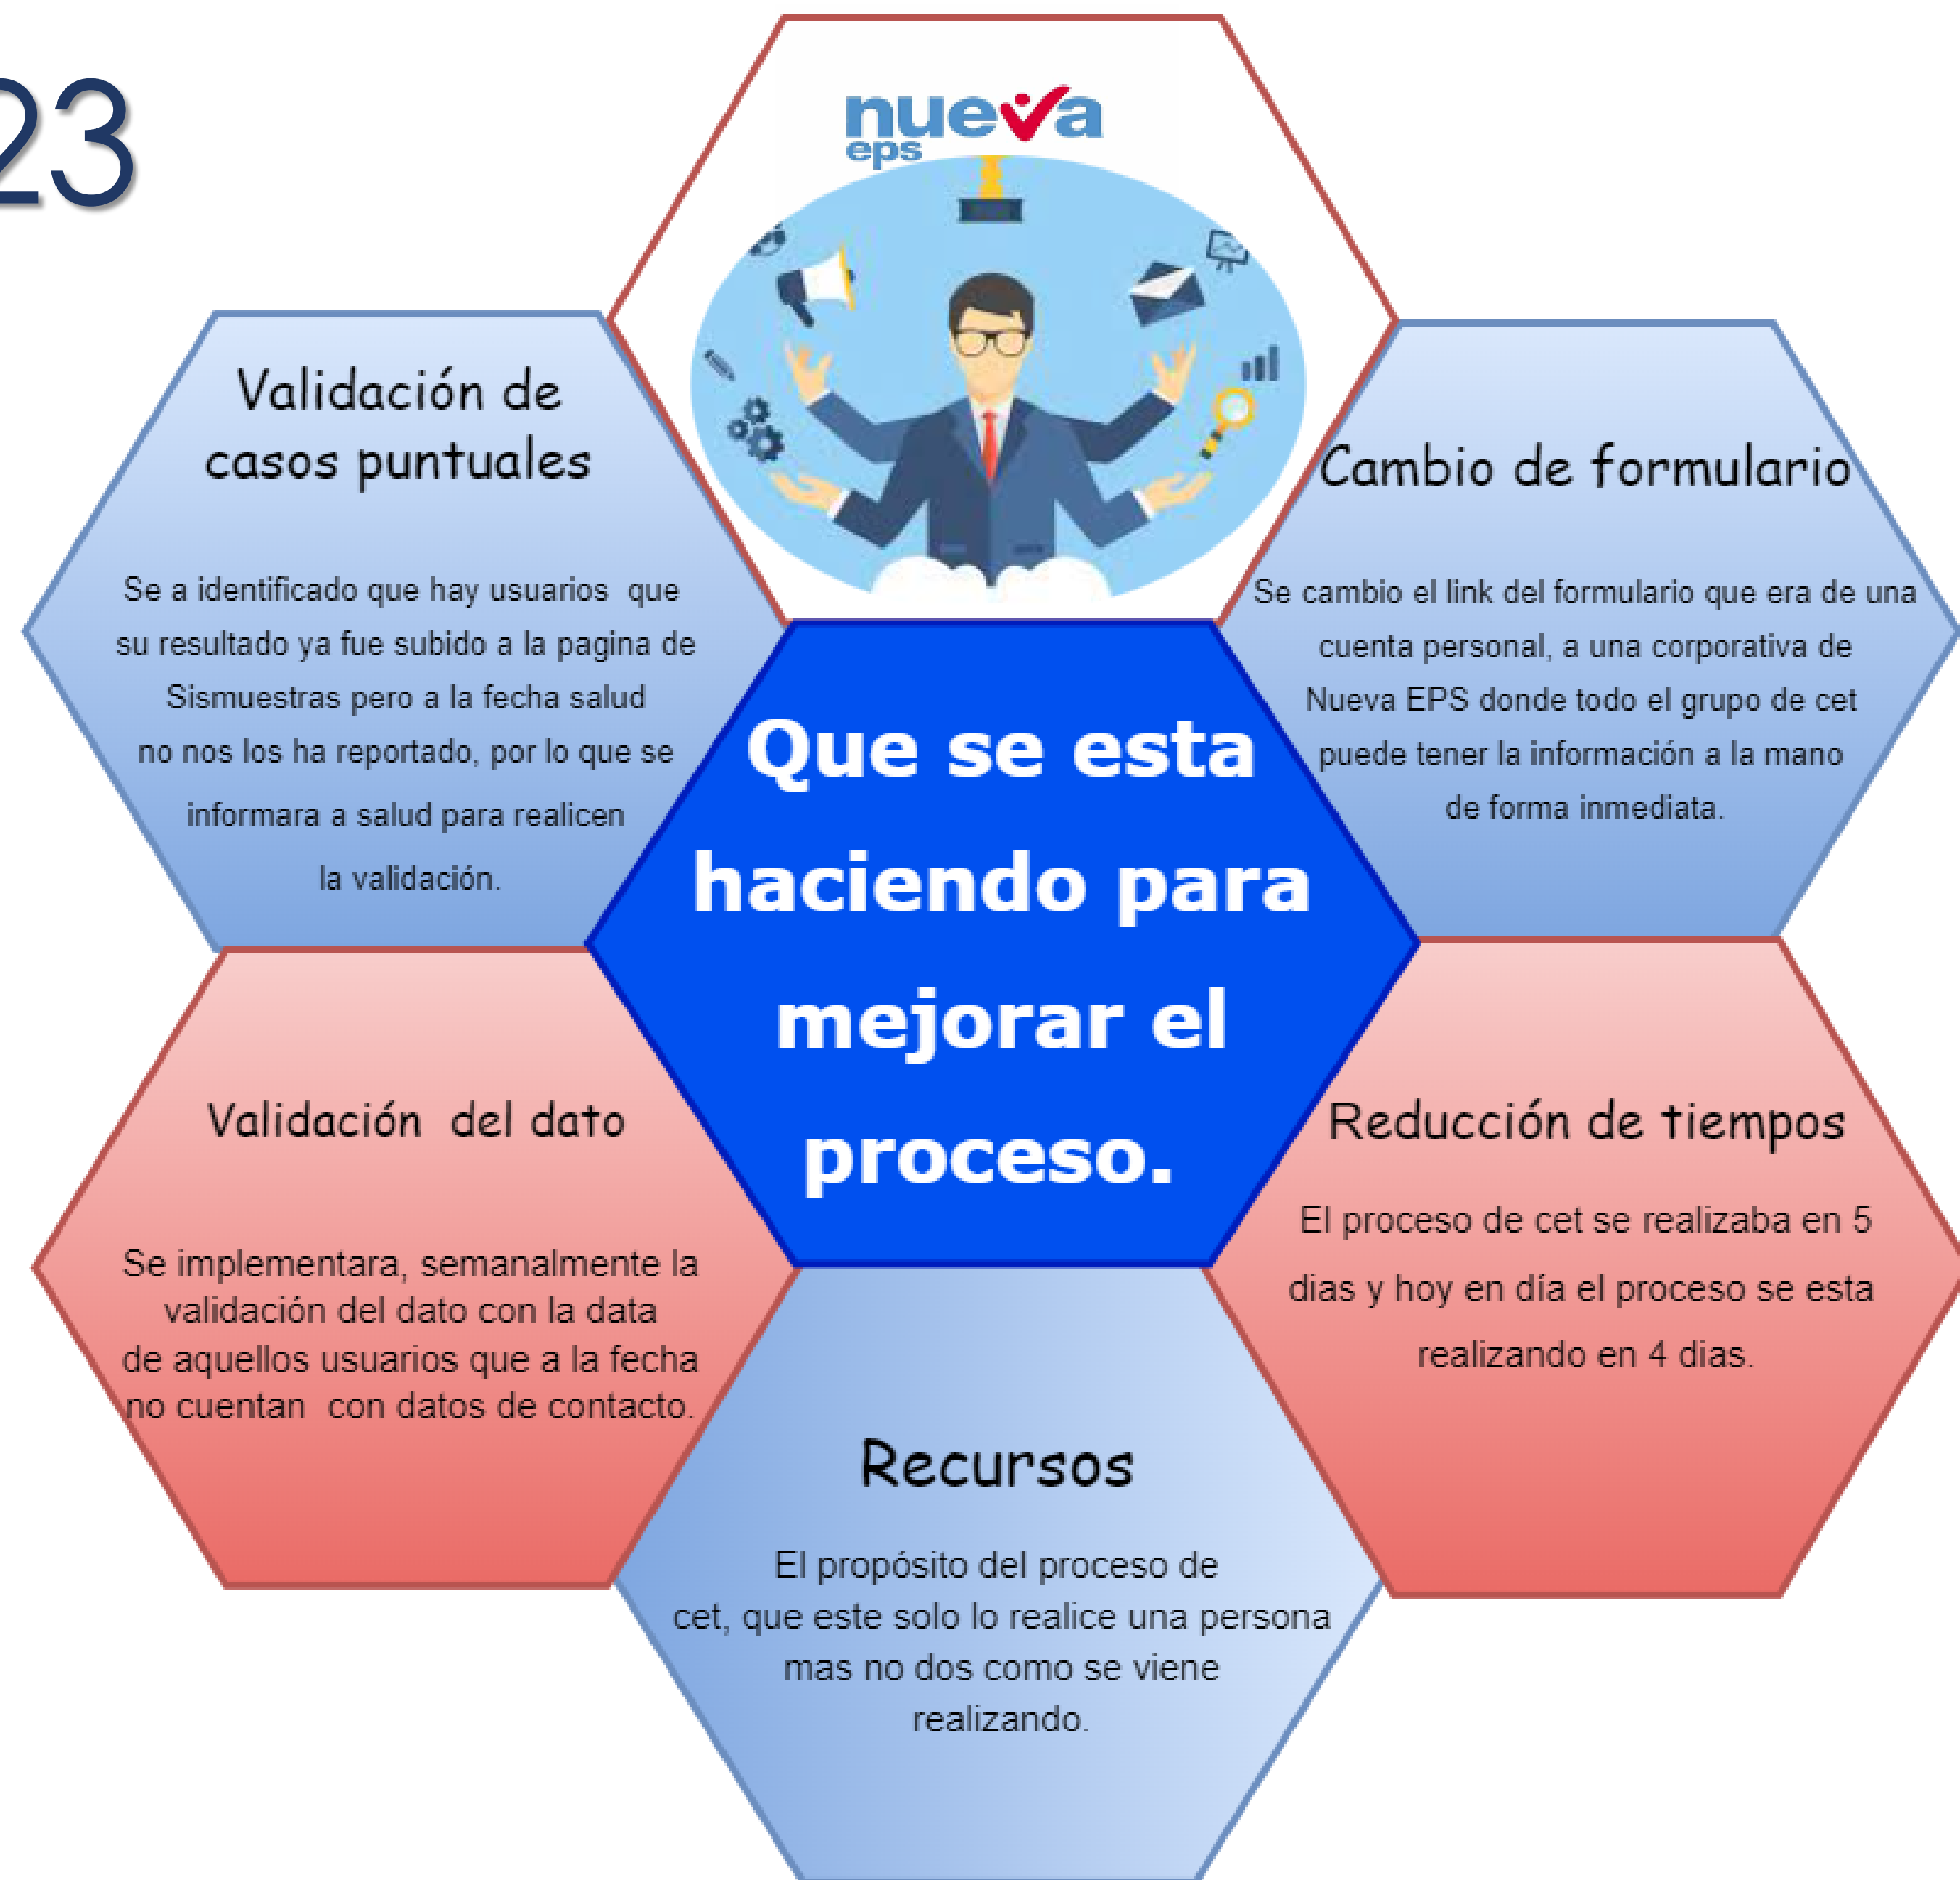 23
nueva
eps
Validación de
casos puntuales
Se a identificado que hay usuarios que
su resultado ya fue subido a la pagina de
Sismuestras pero a la fecha salud
no nos los ha reportado, por lo que se
informara a salud para realicen
la validación.
Cambio de formulario
Se cambio el link del formulario que era de una
cuenta personal, a una corporativa de
Nueva EPS donde todo el grupo de cet
puede tener la información a la mano
de forma inmediata.
Que se esta
haciendo para
mejorar el
proceso.
Validación del dato
Se implementara, semanalmente la
validación del dato con la data
de aquellos usuarios que a la fecha
no cuentan con datos de contacto.
Reducción de tiempos
El proceso de cet se realizaba en 5
dias y hoy en día el proceso se esta
realizando en 4 dias.
Recursos
El propósito del proceso de
cet, que este solo lo realice una persona
mas no dos como se viene
realizando.